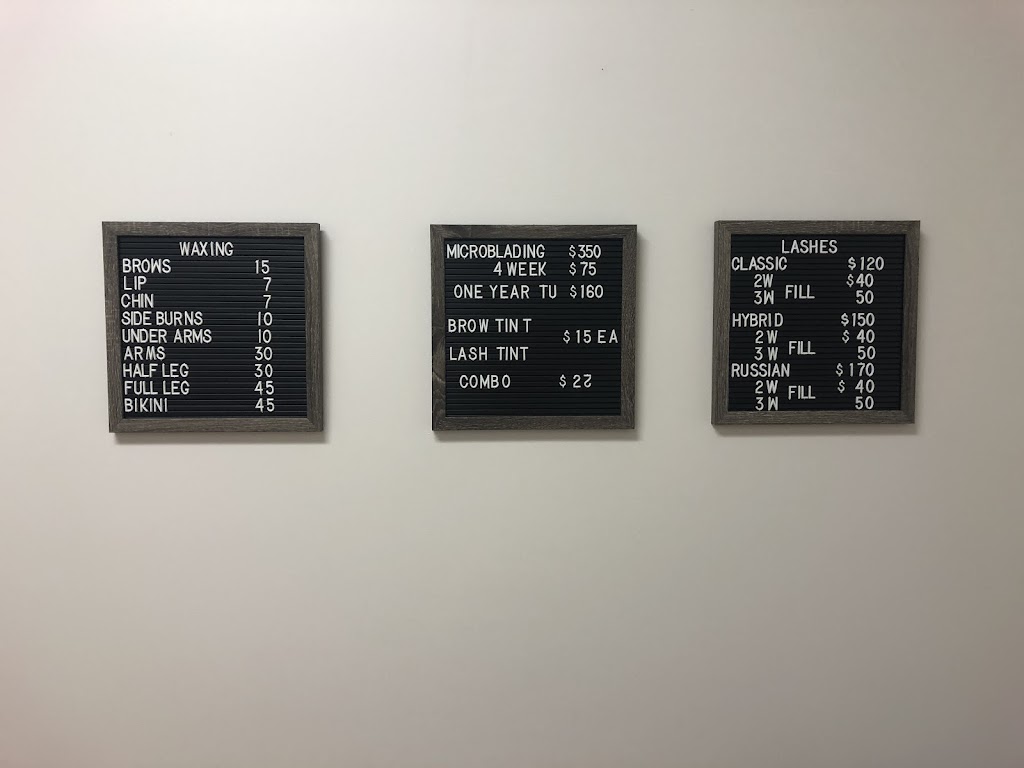 WAXING
BROWS 15
LIP 7
CHIN 7
SIDE BURNS 10
UNDER ARMS 10
ARMS 30
HALF LEG 30
FULL LEG 45
BIKINI 45
MICROBLADING $350
4 WEEK $75
ONE YEAR TU $160
BROW TINT
$15 EA
LASH TINT
COMBO $22
LASHES
CLASSIC $120
2W $40
FILL
3W 50
HYBRID $150
2W $40
FILL
3W 50
RUSSIAN $170
2W $40
FILL
3W 50